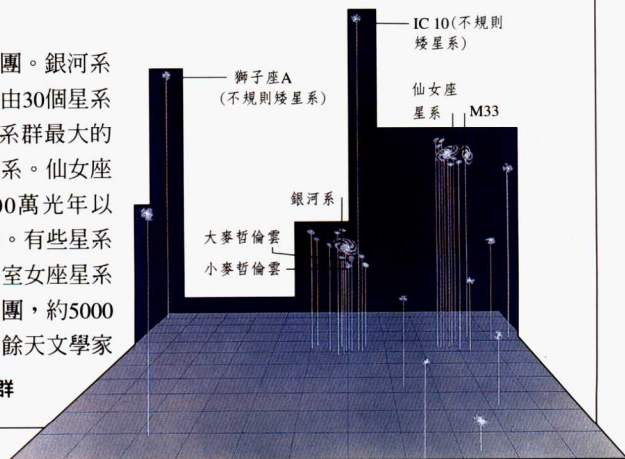 團。銀河系
由30個星系
系群最大的
系。仙女座
00萬光年以
。有些星系
室女座星系
團，約5000
餘天文學家
群
獅子座A
(不規則矮星系)
IC 10(不規則
矮星系)
仙女座
星系
M33
銀河系
大麥哲倫雲
小麥哲倫雲